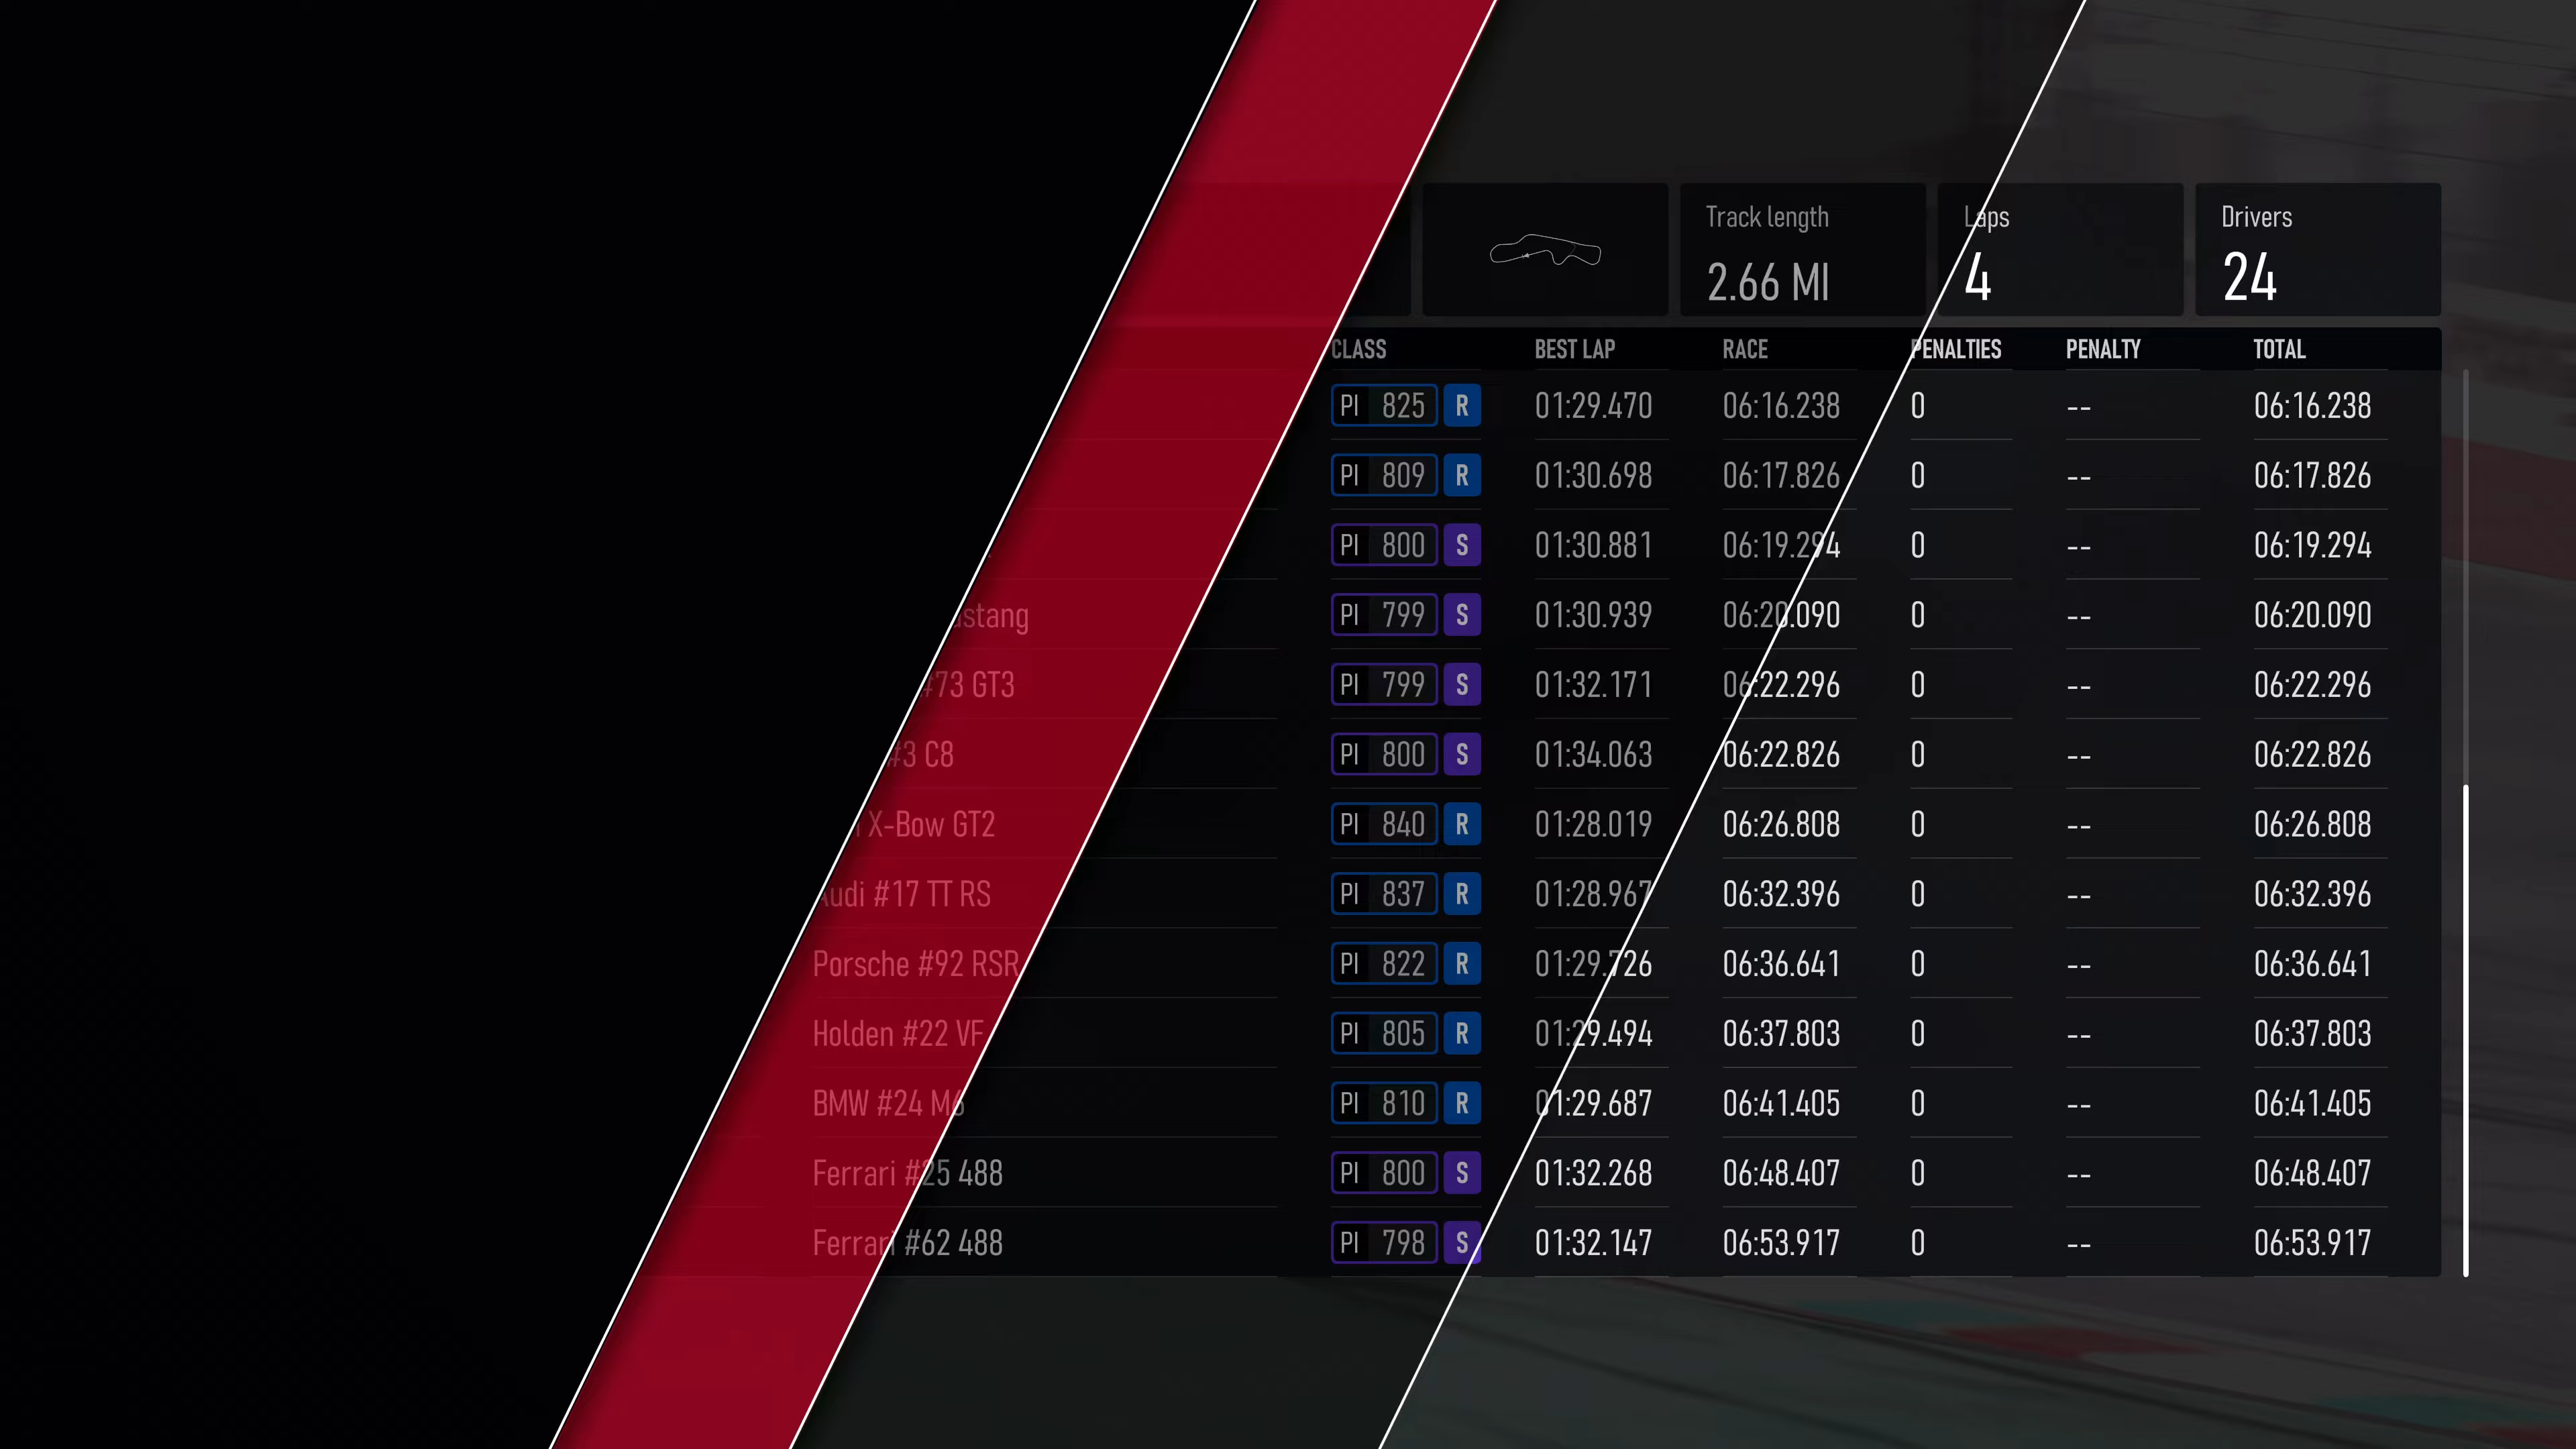 Track length Laps Drivers
2.66 MI 4 24
CLASS BEST LAP RACE PENALTIES PENALTY TOTAL
PI 825 R 01:29.470 06:16.238 0 -- 06:16.238
PI 809 R 01:30.698 06:17.826 0 -- 06:17.826
PI 800 S 01:30.881 06:19.294 0 -- 06:19.294
stang PI 799 S 01:30.939 06:20.090 0 -- 06:20.090
#73 GT3 PI 799 S 01:32.171 06:22.296 0 -- 06:22.296
#3 C8 PI 800 S 01:34.063 06:22.826 0 -- 06:22.826
X-Bow GT2 PI 840 R 01:28.019 06:26.808 0 -- 06:26.808
Audi #17 TT RS PI 837 R 01:28.967 06:32.396 0 -- 06:32.396
Porsche #92 RSR PI 822 R 01:29.726 06:36.641 0 -- 06:36.641
Holden #22 VF PI 805 R 01:29.494 06:37.803 0 -- 06:37.803
BMW #24 M6 PI 810 R 01:29.687 06:41.405 0 -- 06:41.405
Ferrari #25 488 PI 800 S 01:32.268 06:48.407 0 -- 06:48.407
Ferrari #62 488 PI 798 S 01:32.147 06:53.917 0 -- 06:53.917